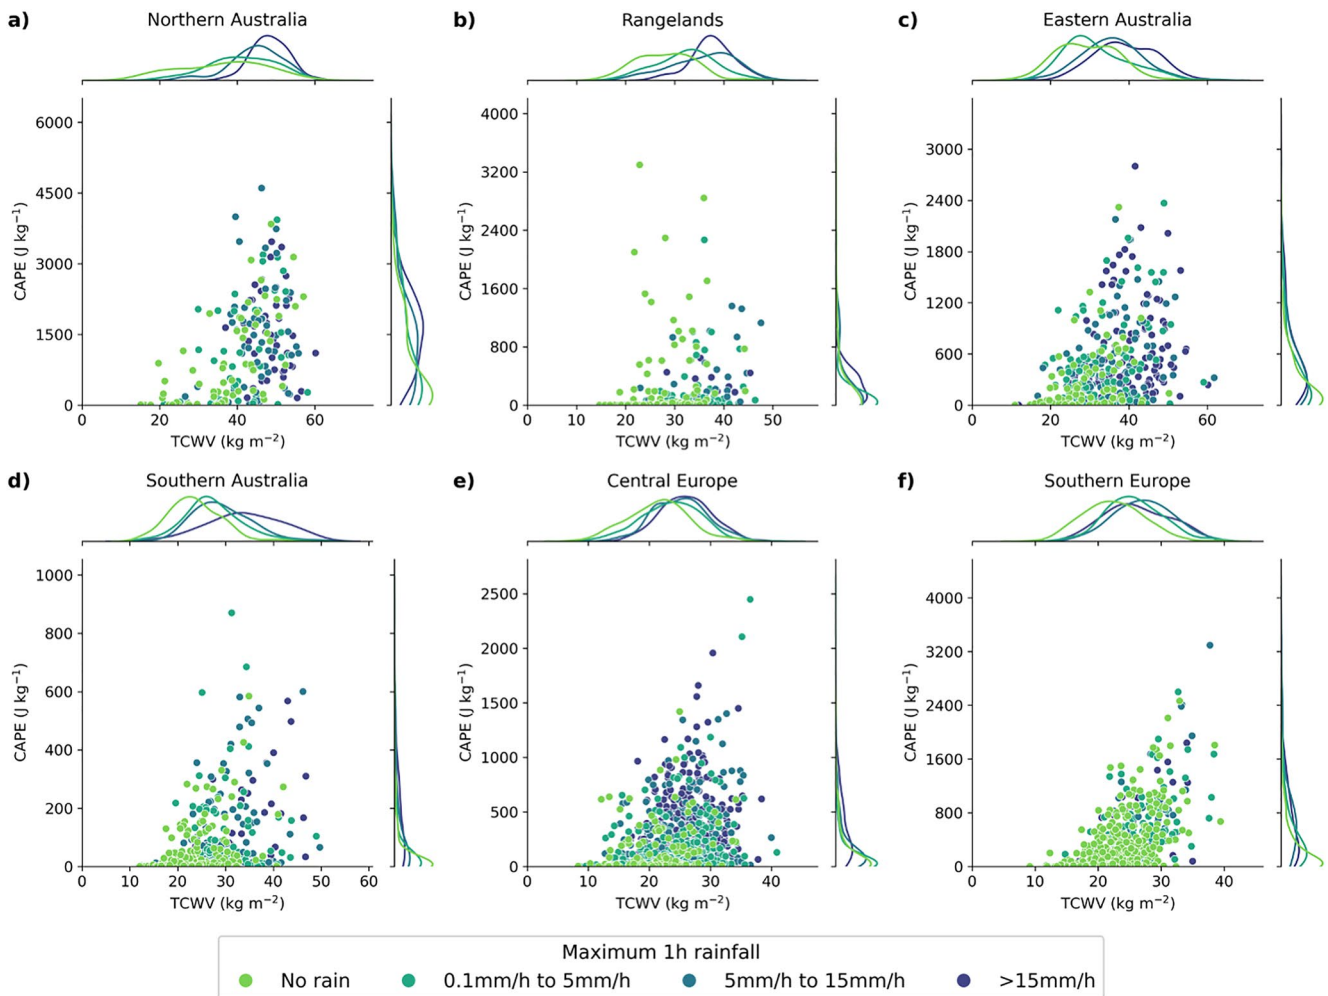 a) Northern Australia
CAPE (J kg⁻¹)
6000
4500
3000
1500
0
0 20 40 60
TCWV (kg m⁻²)
b) Rangelands
CAPE (J kg⁻¹)
4000
3200
2400
1600
800
0
0 10 20 30 40 50
TCWV (kg m⁻²)
c) Eastern Australia
CAPE (J kg⁻¹)
3000
2400
1800
1200
600
0
0 20 40 60
TCWV (kg m⁻²)
d) Southern Australia
CAPE (J kg⁻¹)
1000
800
600
400
200
0
0 10 20 30 40 50 60
TCWV (kg m⁻²)
e) Central Europe
CAPE (J kg⁻¹)
2500
2000
1500
1000
500
0
0 10 20 30 40
TCWV (kg m⁻²)
f) Southern Europe
CAPE (J kg⁻¹)
4000
3200
2400
1600
800
0
0 10 20 30 40
TCWV (kg m⁻²)
Maximum 1h rainfall
No rain 0.1mm/h to 5mm/h 5mm/h to 15mm/h >15mm/h